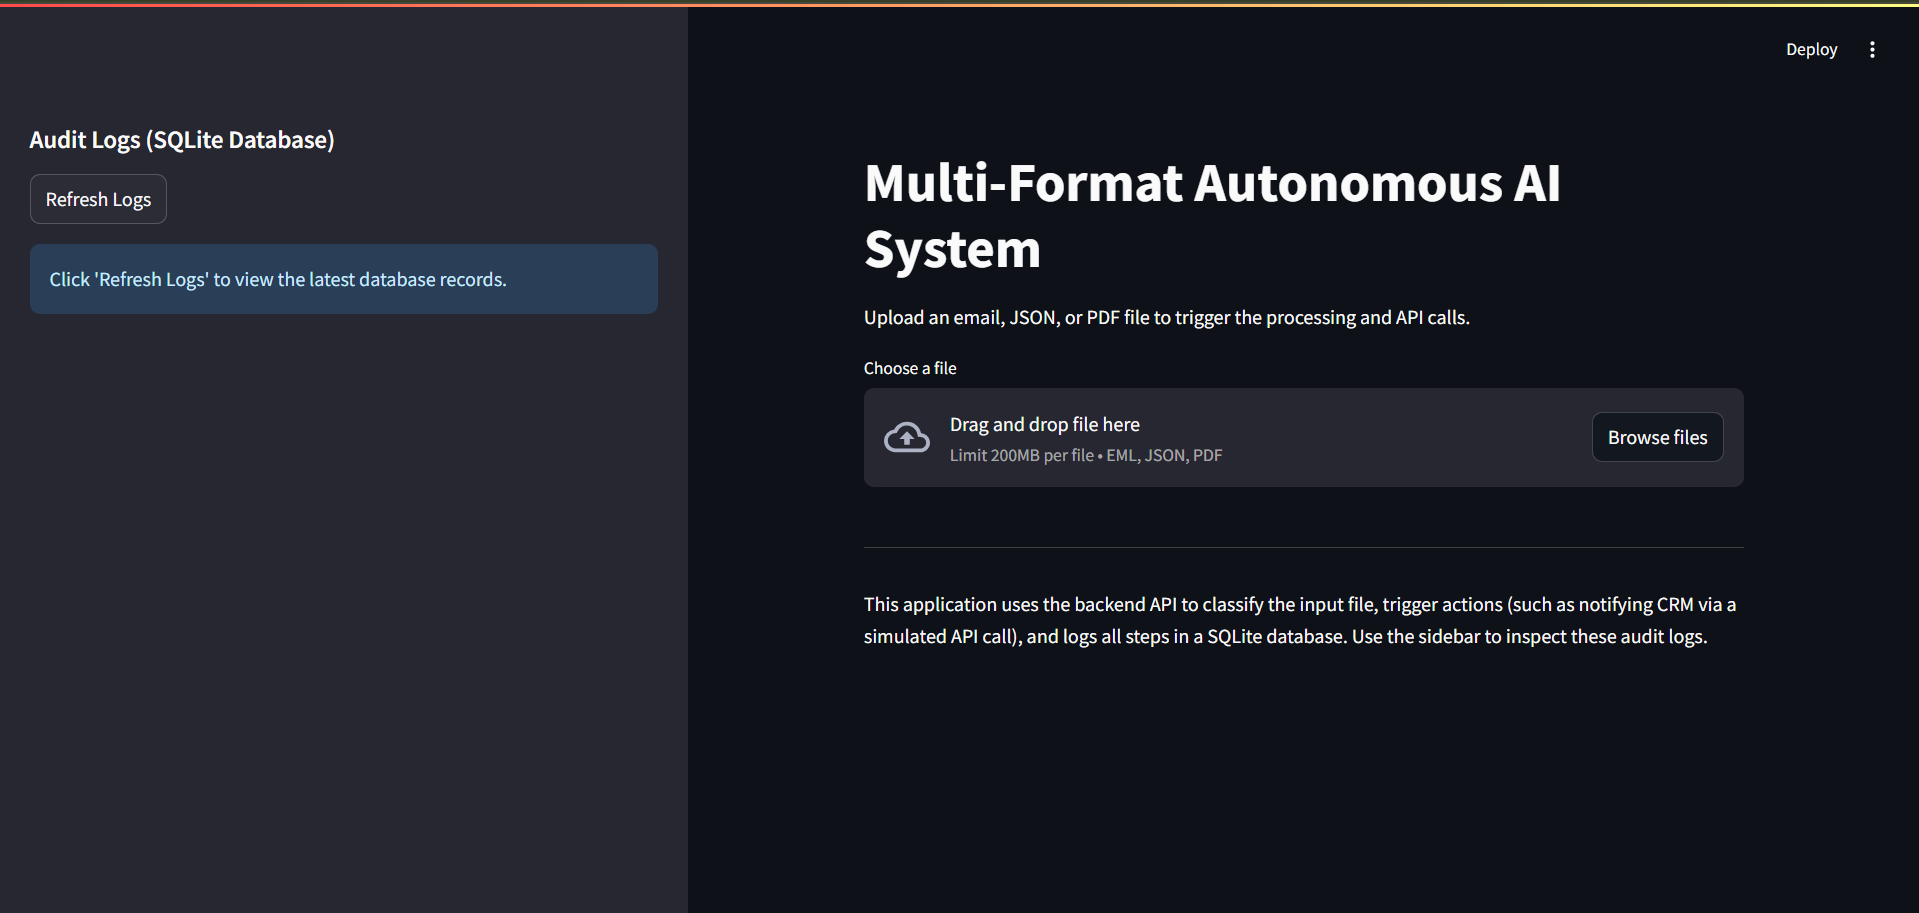 Deploy
Audit Logs (SQLite Database)
Refresh Logs
Click 'Refresh Logs' to view the latest database records.
Multi-Format Autonomous AI
System
Upload an email, JSON, or PDF file to trigger the processing and API calls.
Choose a file
Drag and drop file here
Limit 200MB per file • EML, JSON, PDF
Browse files
This application uses the backend API to classify the input file, trigger actions (such as notifying CRM via a
simulated API call), and logs all steps in a SQLite database. Use the sidebar to inspect these audit logs.